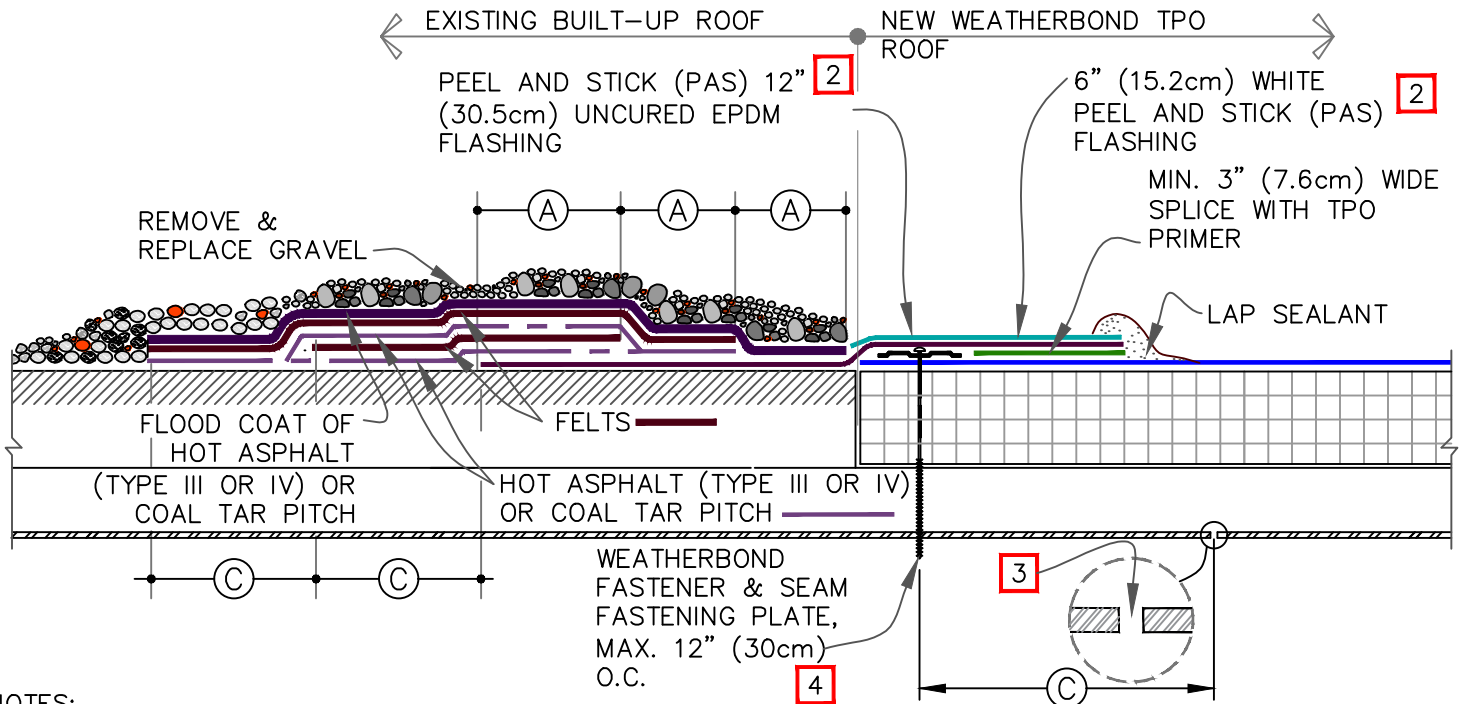 EXISTING BUILT-UP ROOF
NEW WEATHERBOND TPO
ROOF
PEEL AND STICK (PAS) 12" 2
(30.5cm) UNCURED EPDM
FLASHING
6" (15.2cm) WHITE
PEEL AND STICK (PAS) 2
FLASHING
MIN. 3" (7.6cm) WIDE
SPLICE WITH TPO
PRIMER
REMOVE &
REPLACE GRAVEL
A
A
A
LAP SEALANT
FLOOD COAT OF
HOT ASPHALT
(TYPE III OR IV) OR
COAL TAR PITCH
FELTS
HOT ASPHALT (TYPE III OR IV)
OR COAL TAR PITCH
C
C
WEATHERBOND
FASTENER & SEAM
FASTENING PLATE,
MAX. 12" (30cm)
O.C.
4
3
C
NOTES: